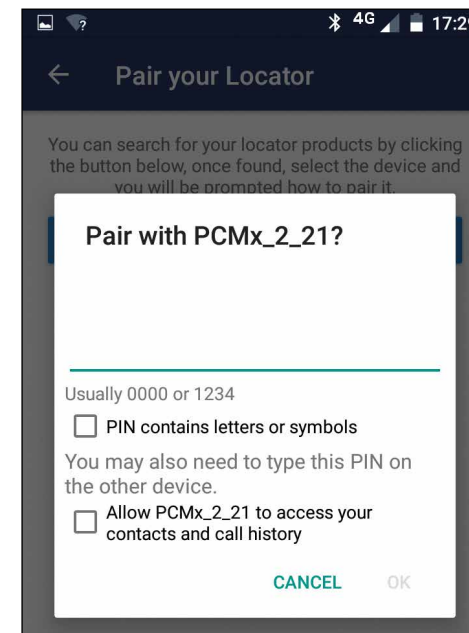 4G 17:29
Pair your Locator
You can search for your locator products by clicking
the button below, once found, select the device and
you will be prompted how to pair it.
Pair with PCMx_2_21?
Usually 0000 or 1234
PIN contains letters or symbols
You may also need to type this PIN on
the other device.
Allow PCMx_2_21 to access your
contacts and call history
CANCEL OK